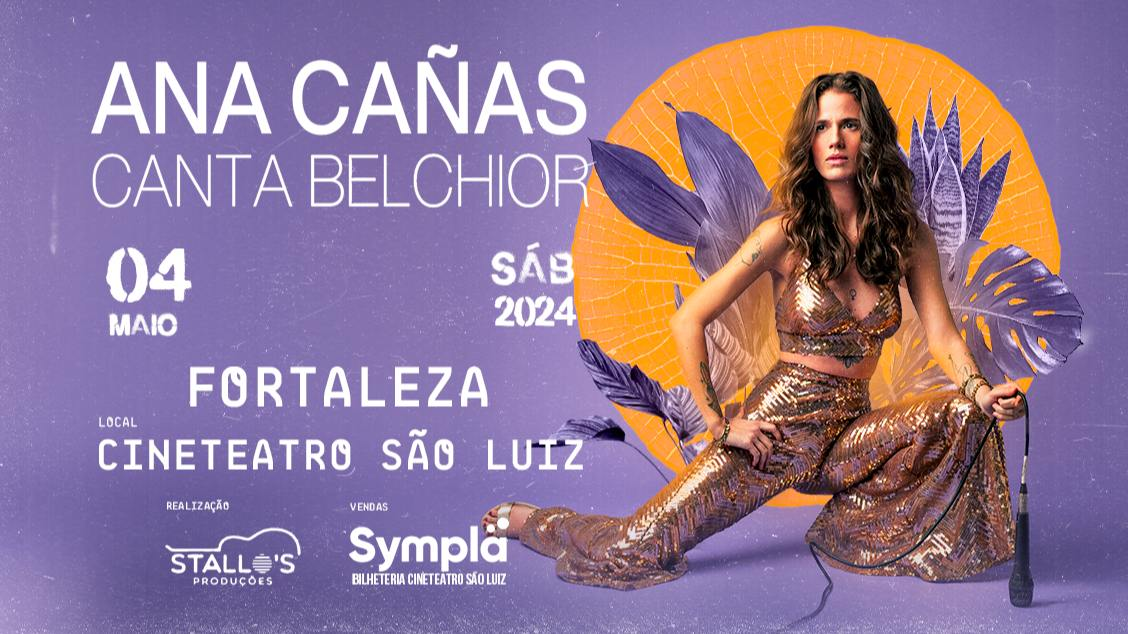 ANA CAÑAS
CANTA BELCHIOR
04
MAIO
SÁB
2024
FORTALEZA
LOCAL
CINETEATRO SÃO LUIZ
REALIZAÇÃO
STALLO'S
PRODUÇÕES
VENDAS
Sympla
BILHETERIA CINETEATRO SÃO LUIZ